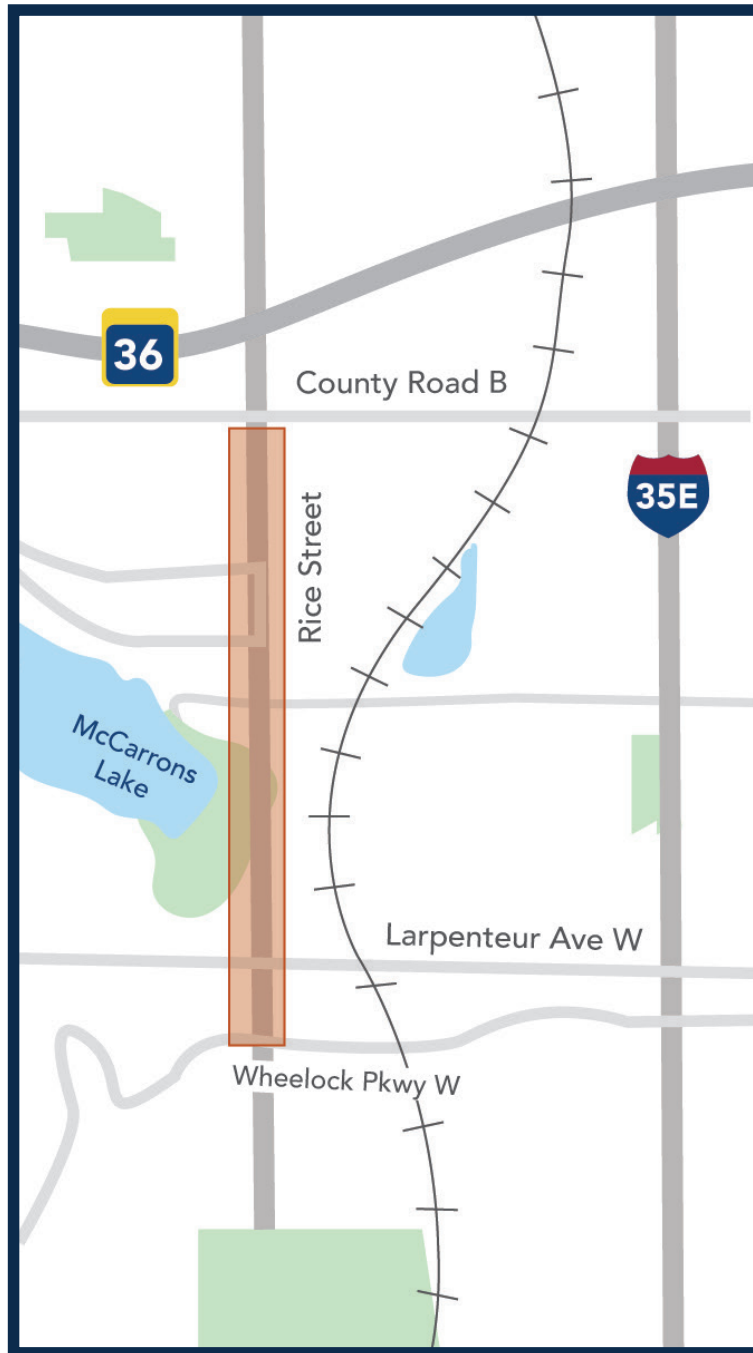 36
County Road B
35E
Rice Street
McCarrons
Lake
Larpenteur Ave W
Wheelock Pkwy W